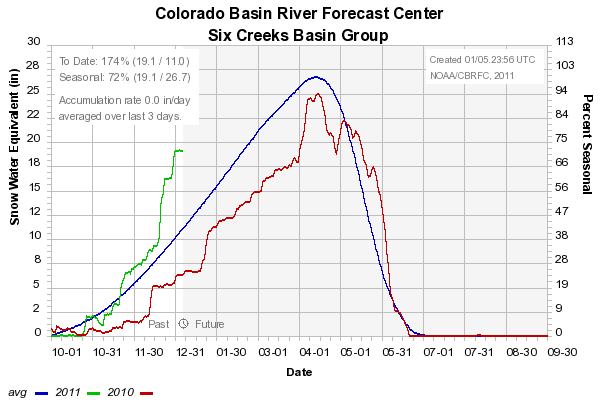 Colorado Basin River Forecast Center
Six Creeks Basin Group
To Date: 174% (19.1 / 11.0)
Seasonal: 72% (19.1 / 26.7)
Accumulation rate 0.0 in/day
averaged over last 3 days.
Created 01/05.23:56 UTC
NOAA/CBRFC, 2011
Snow Water Equivalent (in)
30
28
25
22
20
18
15
12
10
8
5
2
0
Percent Seasonal
113
103
94
84
75
66
56
47
38
28
19
9
0
Past Future
10-01 10-31 11-30 12-31 01-30 03-01 04-01 05-01 05-31 07-01 07-31 08-30 09-30
Date
avg 2011 2010